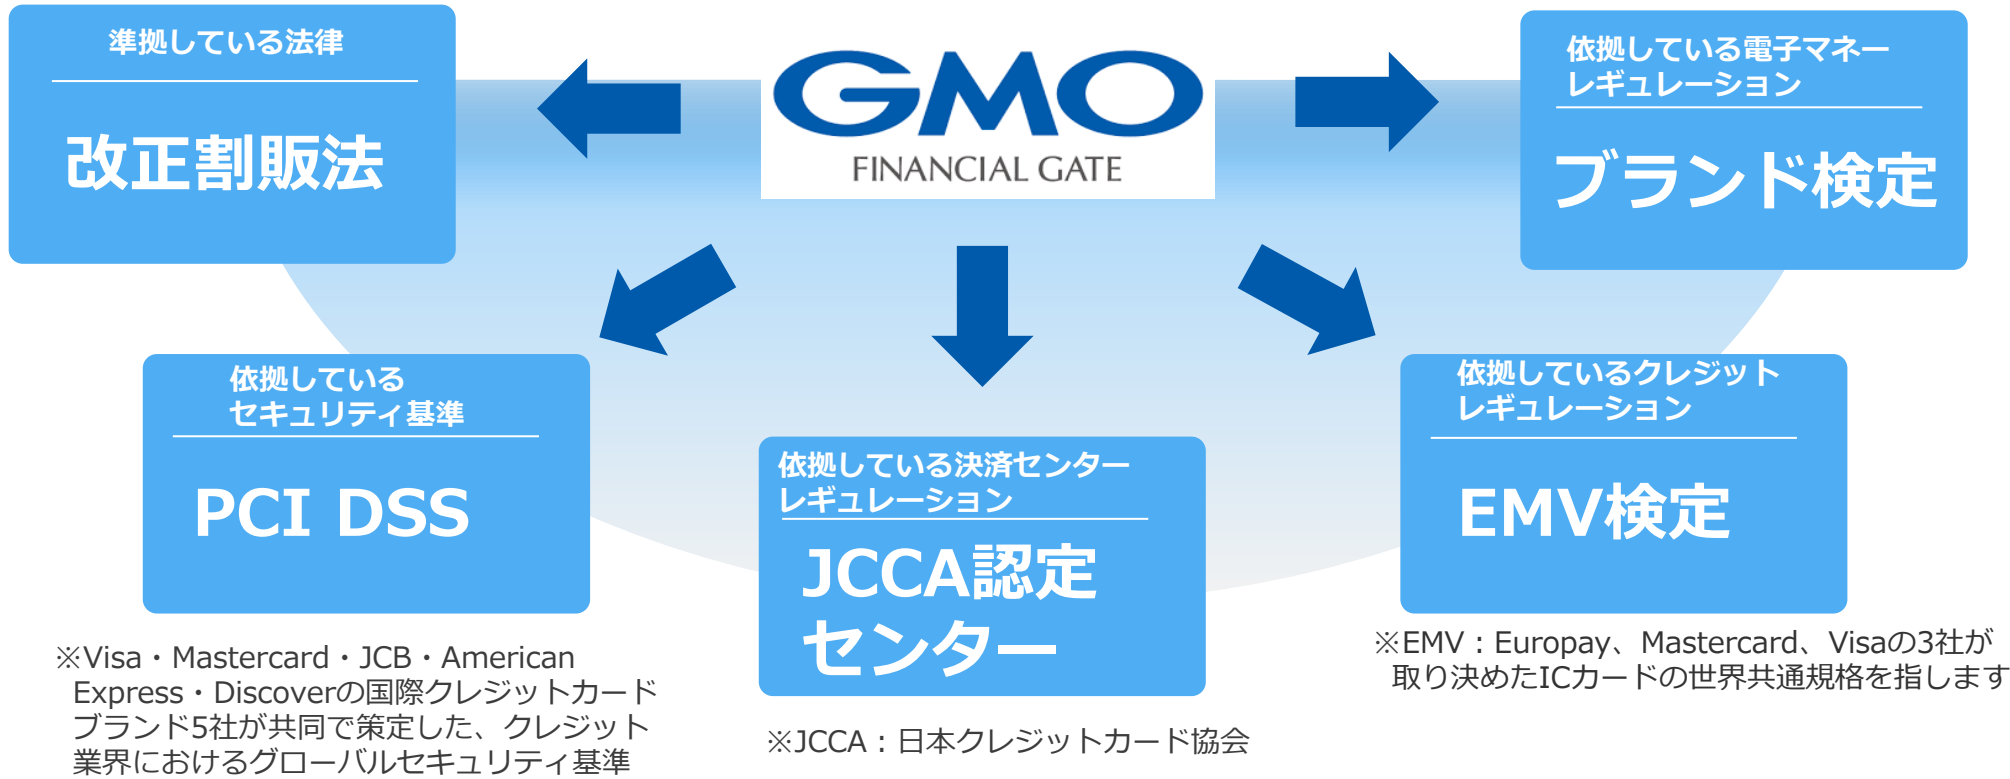 準拠している法律
改正割販法
GMO
FINANCIAL GATE
依拠している電子マネー
レギュレーション
ブランド検定
依拠している
セキュリティ基準
PCI DSS
※Visa・Mastercard・JCB・American
Express・Discoverの国際クレジットカード
ブランド5社が共同で策定した、クレジット
業界におけるグローバルセキュリティ基準
依拠している決済センター
レギュレーション
JCCA認定
センター
※JCCA：日本クレジットカード協会
依拠しているクレジット
レギュレーション
EMV検定
※EMV：Europay、Mastercard、Visaの3社が
取り決めたICカードの世界共通規格を指します